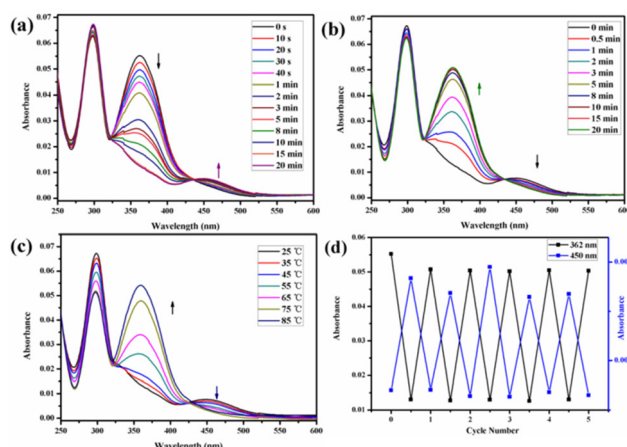 (a)
0 s
10 s
20 s
30 s
40 s
1 min
2 min
3 min
5 min
8 min
10 min
15 min
20 min
0.07
0.06
0.05
0.04
0.03
0.02
0.01
0.00
Absorbance
250 300 350 400 450 500 550 600
Wavelength (nm)
(b)
0 min
0.5 min
1 min
2 min
3 min
5 min
8 min
10 min
15 min
20 min
0.07
0.06
0.05
0.04
0.03
0.02
0.01
0.00
Absorbance
250 300 350 400 450 500 550 600
Wavelength (nm)
(c)
25 ℃
35 ℃
45 ℃
55 ℃
65 ℃
75 ℃
85 ℃
0.07
0.06
0.05
0.04
0.03
0.02
0.01
0.00
Absorbance
250 300 350 400 450 500 550 600
Wavelength (nm)
(d)
362 nm
450 nm
0.06
0.05
0.04
0.03
0.02
0.01
Absorbance
0 1 2 3 4 5
Cycle Number
0.00
0.00